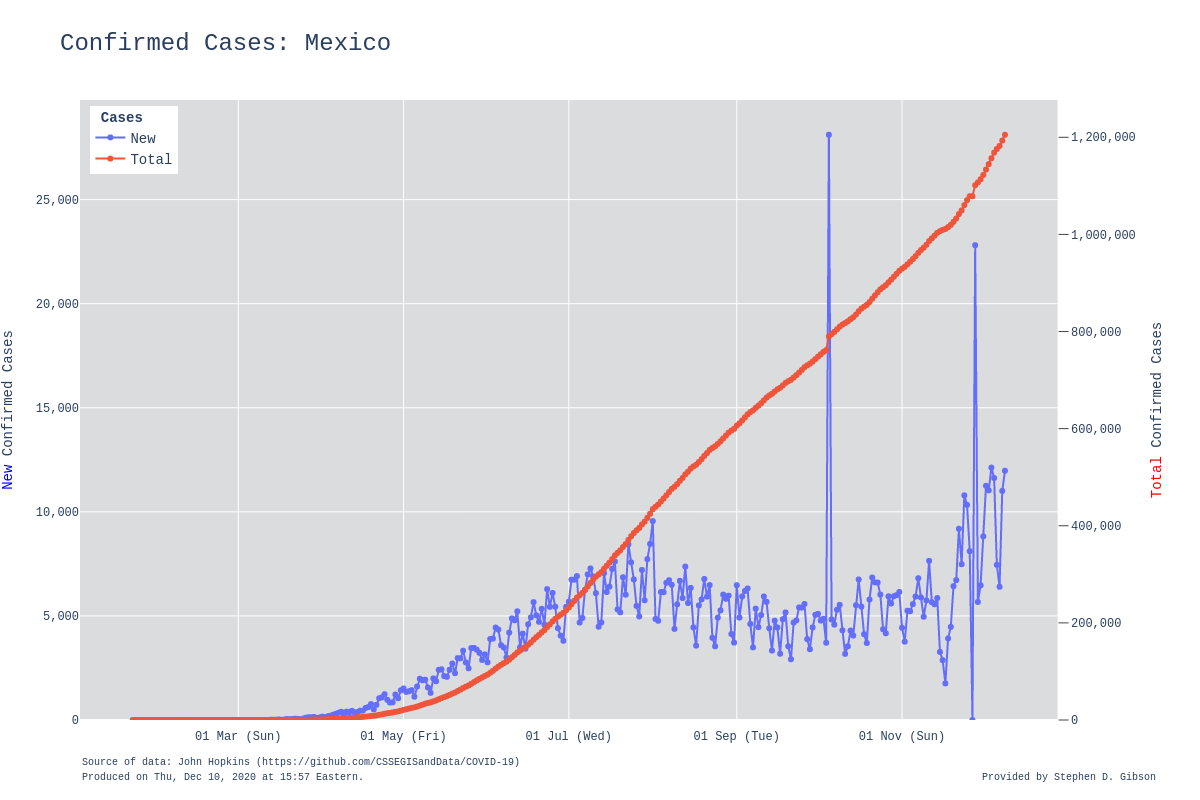 Confirmed Cases: Mexico
Cases
New
Total
25,000
20,000
15,000
10,000
5,000
0
New Confirmed Cases
1,200,000
1,000,000
800,000
600,000
400,000
200,000
0
Total Confirmed Cases
01 Mar (Sun)
01 May (Fri)
01 Jul (Wed)
01 Sep (Tue)
01 Nov (Sun)
Source of data: John Hopkins (https://github.com/CSSEGISandData/COVID-19)
Produced on Thu, Dec 10, 2020 at 15:57 Eastern.
Provided by Stephen D. Gibson